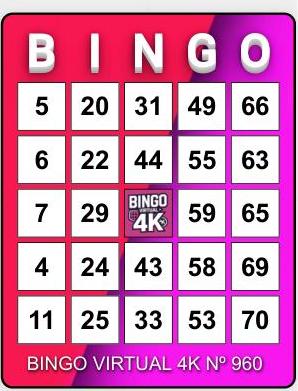 B I N G O
5 20 31 49 66
6 22 44 55 63
7 29 BINGO VIRTUAL 4K 59 65
4 24 43 58 69
11 25 33 53 70
BINGO VIRTUAL 4K Nº 960